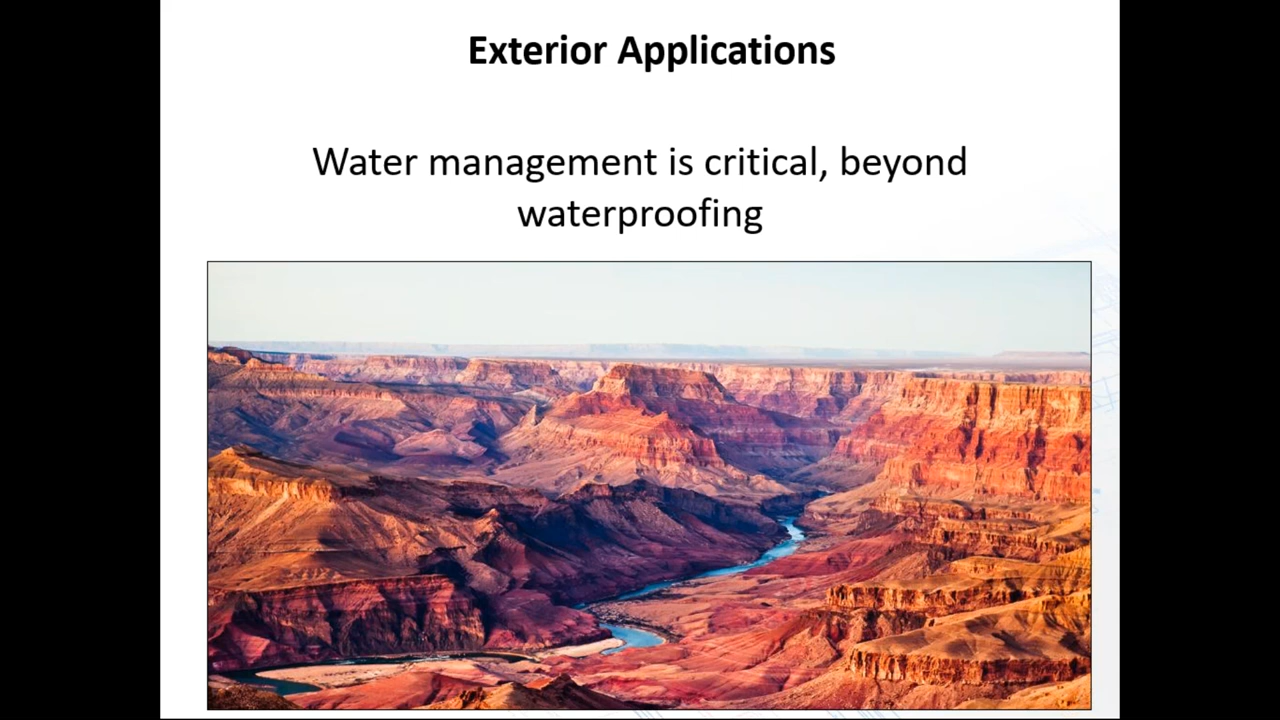 Exterior Applications
Water management is critical, beyond
waterproofing